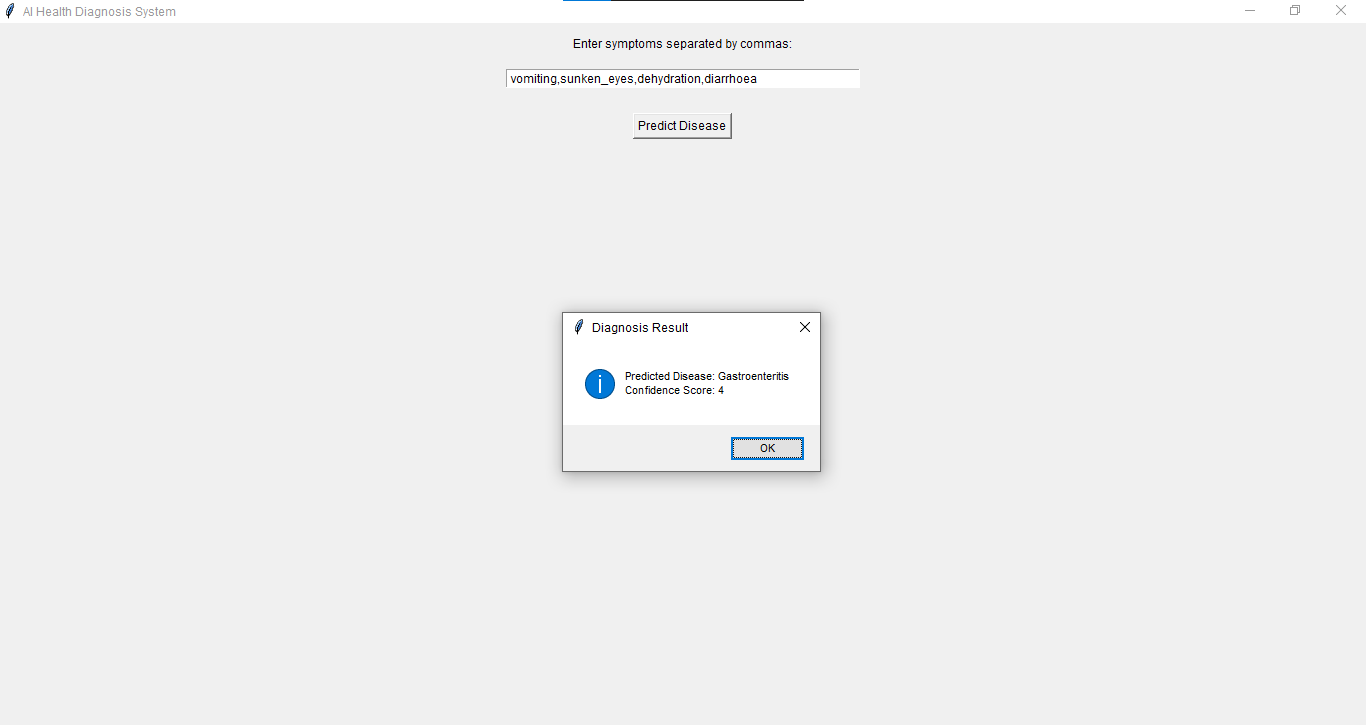 AI Health Diagnosis System
Enter symptoms separated by commas:
vomiting,sunken_eyes,dehydration,diarrhoea
Predict Disease
Diagnosis Result
Predicted Disease: Gastroenteritis
Confidence Score: 4
OK